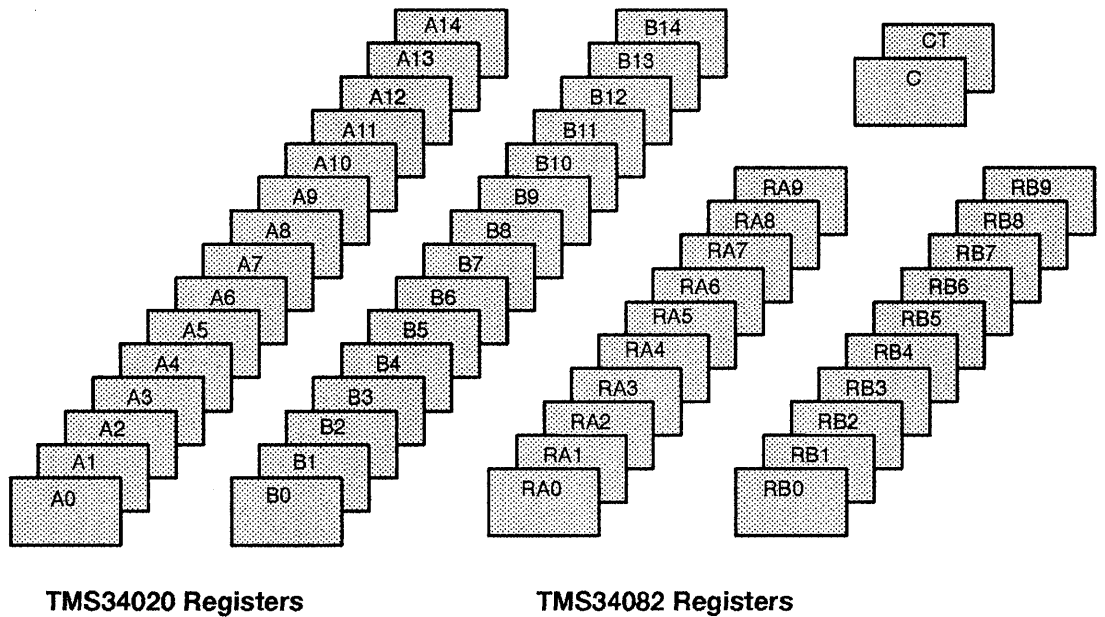 A14
A13
A12
A11
A10
A9
A8
A7
A6
A5
A4
A3
A2
A1
A0
B14
B13
B12
B11
B10
B9
B8
B7
B6
B5
B4
B3
B2
B1
B0
CT
C
RA9
RA8
RA7
RA6
RA5
RA4
RA3
RA2
RA1
RA0
RB9
RB8
RB7
RB6
RB5
RB4
RB3
RB2
RB1
RB0
TMS34020 Registers
TMS34082 Registers